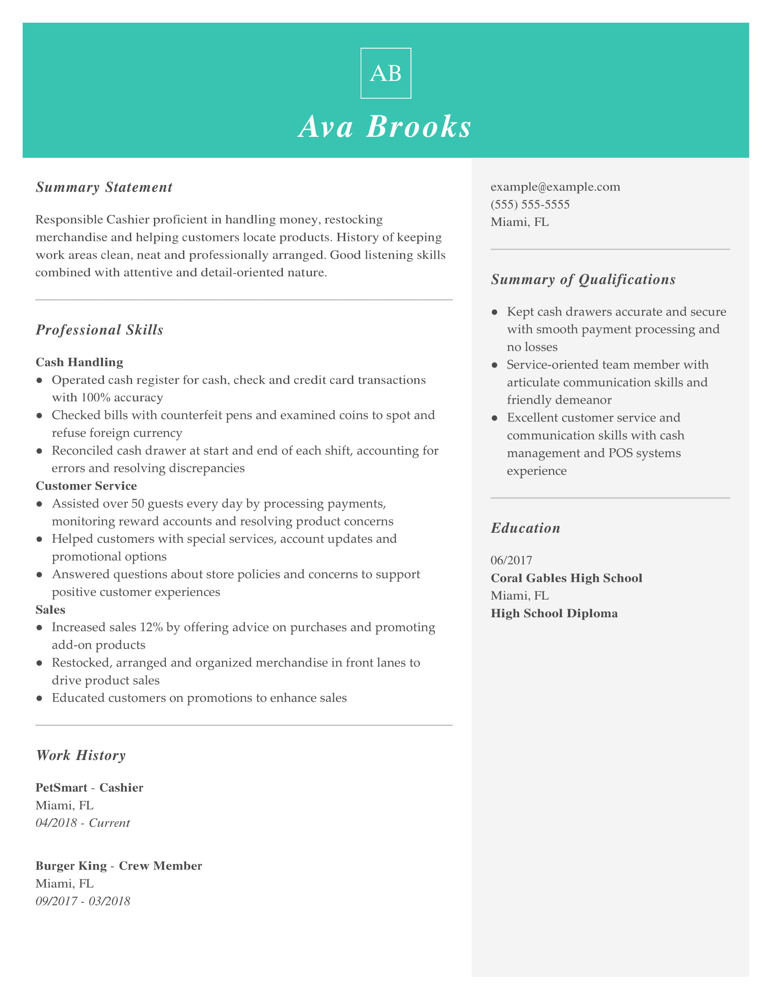 AB
Ava Brooks
Summary Statement
Responsible Cashier proficient in handling money, restocking
merchandise and helping customers locate products. History of keeping
work areas clean, neat and professionally arranged. Good listening skills
combined with attentive and detail-oriented nature.
Professional Skills
Cash Handling
● Operated cash register for cash, check and credit card transactions
with 100% accuracy
● Checked bills with counterfeit pens and examined coins to spot and
refuse foreign currency
● Reconciled cash drawer at start and end of each shift, accounting for
errors and resolving discrepancies
Customer Service
● Assisted over 50 guests every day by processing payments,
monitoring reward accounts and resolving product concerns
● Helped customers with special services, account updates and
promotional options
● Answered questions about store policies and concerns to support
positive customer experiences
Sales
● Increased sales 12% by offering advice on purchases and promoting
add-on products
● Restocked, arranged and organized merchandise in front lanes to
drive product sales
● Educated customers on promotions to enhance sales
Work History
PetSmart - Cashier
Miami, FL
04/2018 - Current
Burger King - Crew Member
Miami, FL
09/2017 - 03/2018
example@example.com
(555) 555-5555
Miami, FL
Summary of Qualifications
● Kept cash drawers accurate and secure
with smooth payment processing and
no losses
● Service-oriented team member with
articulate communication skills and
friendly demeanor
● Excellent customer service and
communication skills with cash
management and POS systems
experience
Education
06/2017
Coral Gables High School
Miami, FL
High School Diploma